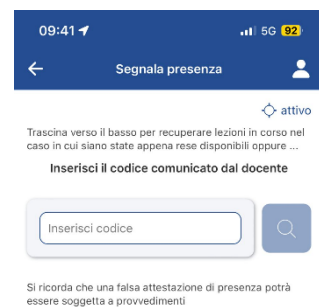 09:41 5G 92
Segnala presenza
attivo
Trascina verso il basso per recuperare lezioni in corso nel
caso in cui siano state appena rese disponibili oppure ...
Inserisci il codice comunicato dal docente
Inserisci codice
Si ricorda che una falsa attestazione di presenza potrà
essere soggetta a provvedimenti